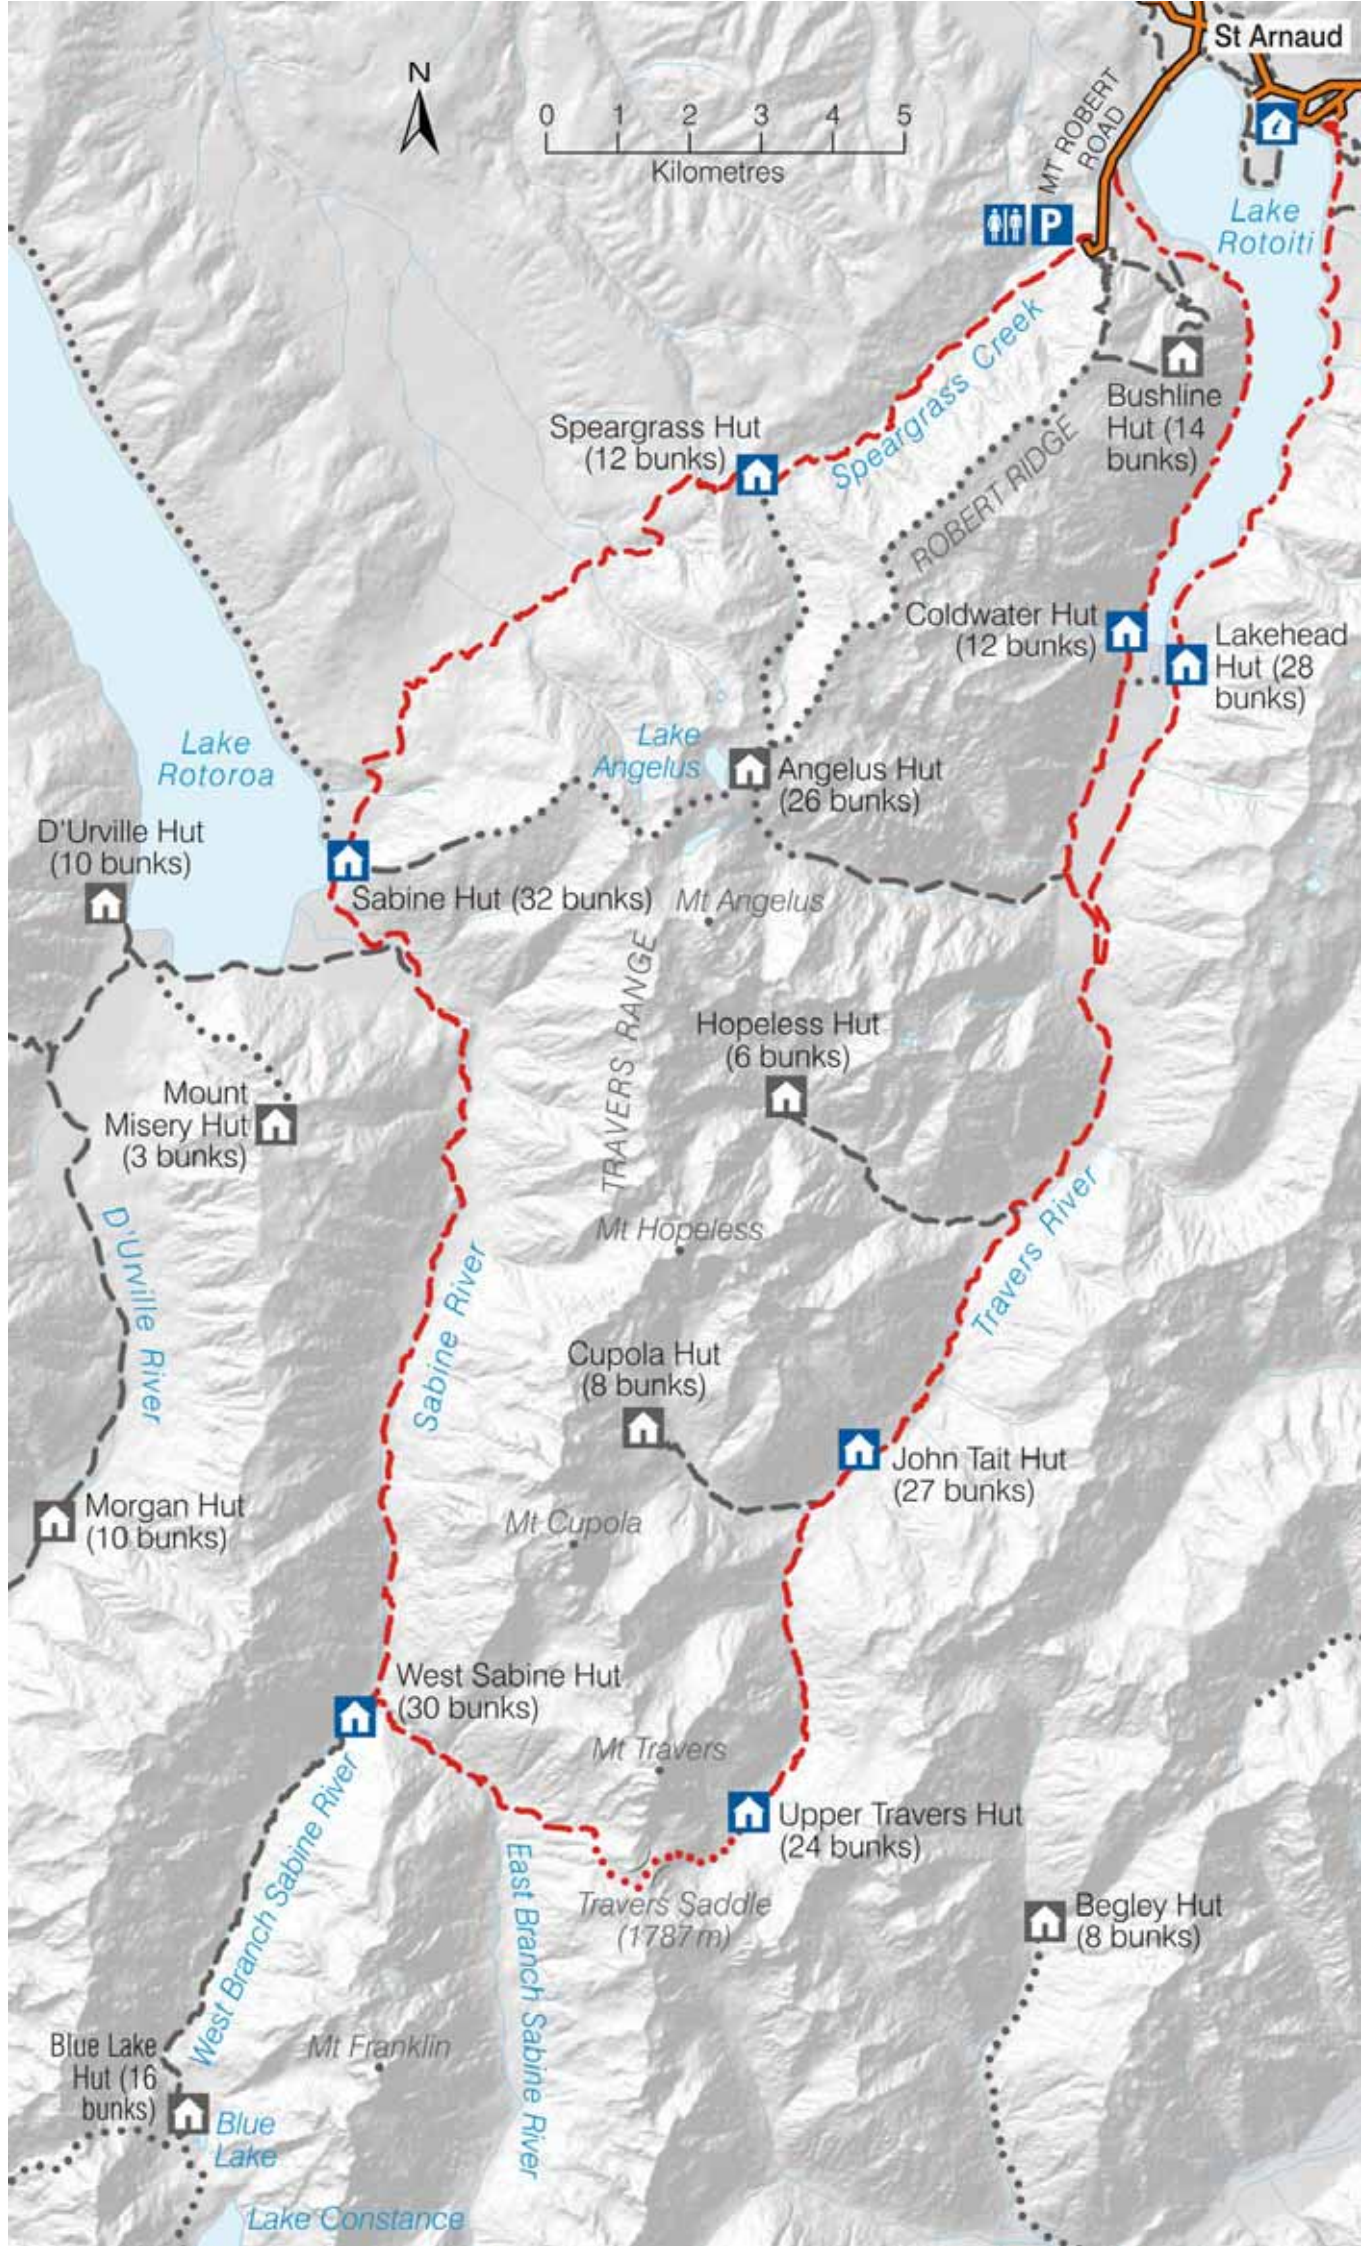 St Arnaud
N
0 1 2 3 4 5
Kilometres
MT ROBERT
ROAD
P
Lake
Rotoiti
Speargrass Creek
Bushline
Hut (14
bunks)
Speargrass Hut
(12 bunks)
ROBERT RIDGE
Coldwater Hut
(12 bunks)
Lakehead
Hut (28
bunks)
Lake
Rotoroa
Lake
Angelus
Angelus Hut
(26 bunks)
D'Urville Hut
(10 bunks)
Sabine Hut (32 bunks)
Mt Angelus
TRAVERS RANGE
Hopeless Hut
(6 bunks)
Mount
Misery Hut
(3 bunks)
Travers River
D'Urville River
Mt Hopeless
Sabine River
Cupola Hut
(8 bunks)
John Tait Hut
(27 bunks)
Morgan Hut
(10 bunks)
Mt Cupola
West Sabine Hut
(30 bunks)
Mt Travers
Upper Travers Hut
(24 bunks)
West Branch Sabine River
East Branch Sabine River
Travers Saddle
(1787 m)
Begley Hut
(8 bunks)
Blue Lake
Hut (16
bunks)
Mt Franklin
Blue
Lake
Lake Constance